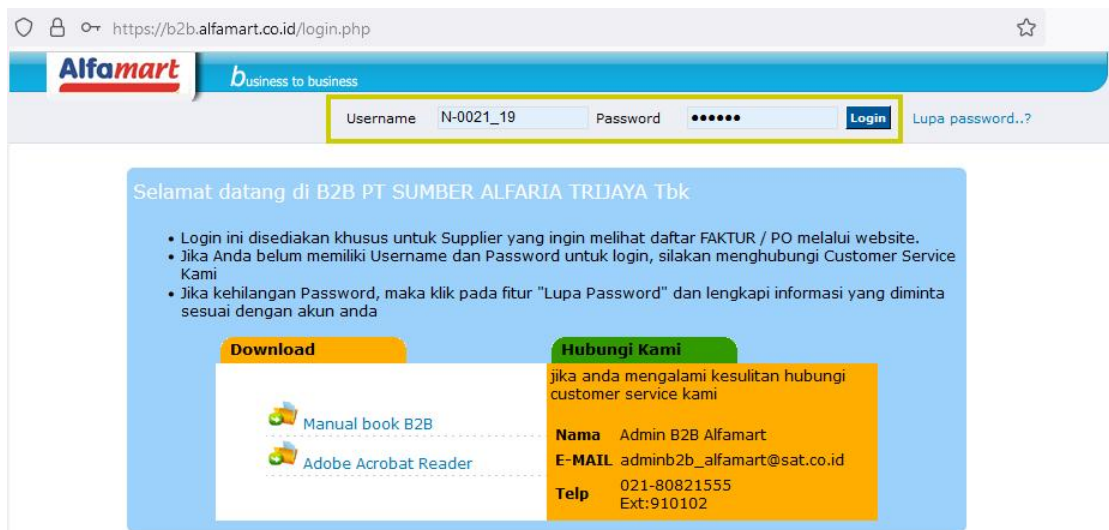 https://b2b.alfamart.co.id/login.php
Alfamart
business to business
Username N-0021_19 Password •••••• Login Lupa password..?
Selamat datang di B2B PT SUMBER ALFARIA TRIJAYA Tbk
• Login ini disediakan khusus untuk Supplier yang ingin melihat daftar FAKTUR / PO melalui website.
• Jika Anda belum memiliki Username dan Password untuk login, silakan menghubungi Customer Service
Kami
• Jika kehilangan Password, maka klik pada fitur "Lupa Password" dan lengkapi informasi yang diminta
sesuai dengan akun anda
Download
Manual book B2B
Adobe Acrobat Reader
Hubungi Kami
jika anda mengalami kesulitan hubungi
customer service kami
Nama Admin B2B Alfamart
E-MAIL adminb2b_alfamart@sat.co.id
Telp 021-80821555
Ext:910102